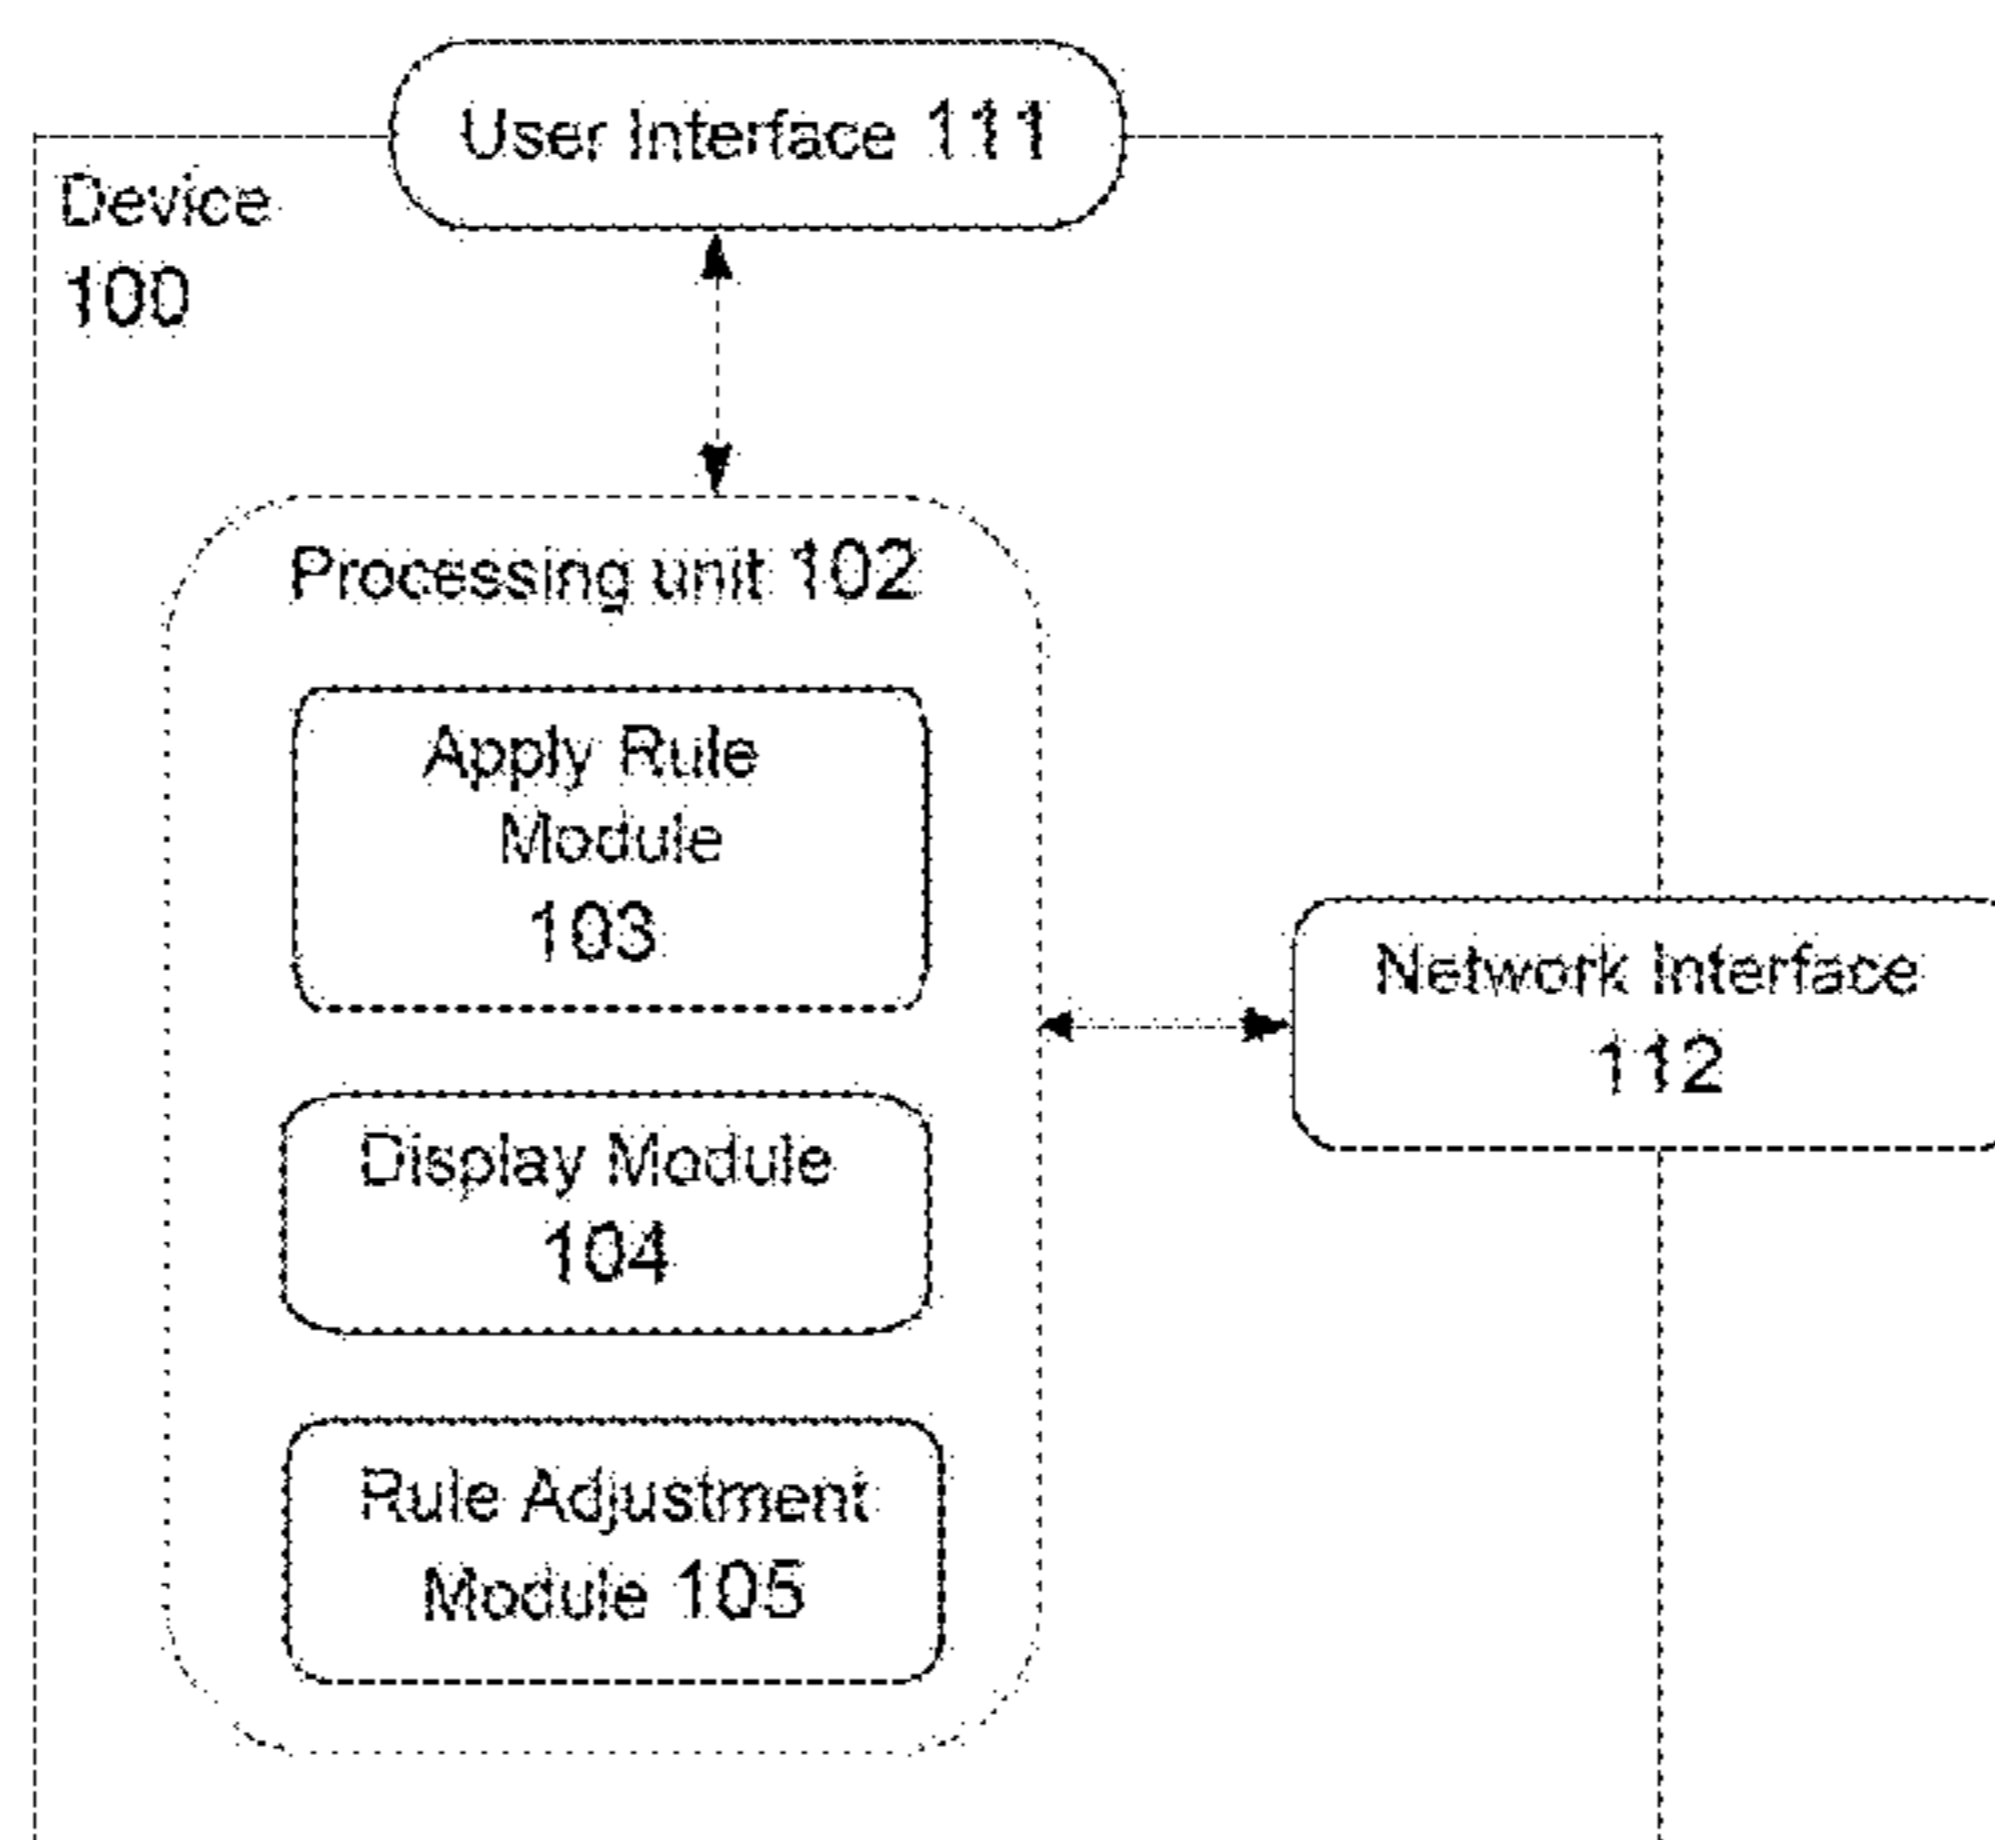 User Interface 111
Device
100
Processing unit 102
Apply Rule
Module
103
Network Interface
112
Display Module
104
Rule Adjustment
Module 105